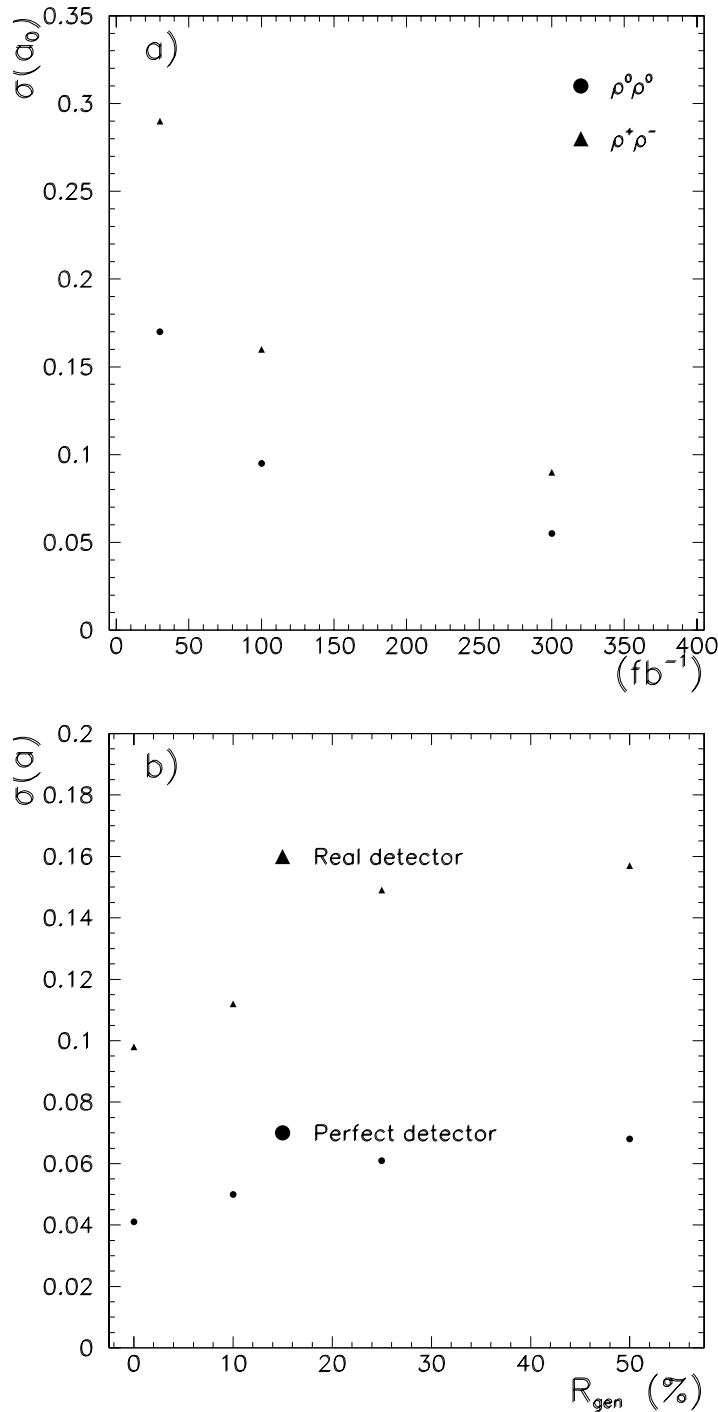 σ(a₀)
a)
0.35
0.3
0.25
0.2
0.15
0.1
0.05
0
ρ⁰ρ⁰
ρ⁺ρ⁻
0 50 100 150 200 250 300 350 400
(fb⁻¹)
σ(a)
b)
0.2
0.18
0.16
0.14
0.12
0.1
0.08
0.06
0.04
0.02
0
Real detector
Perfect detector
0 10 20 30 40 50
R_gen (%)